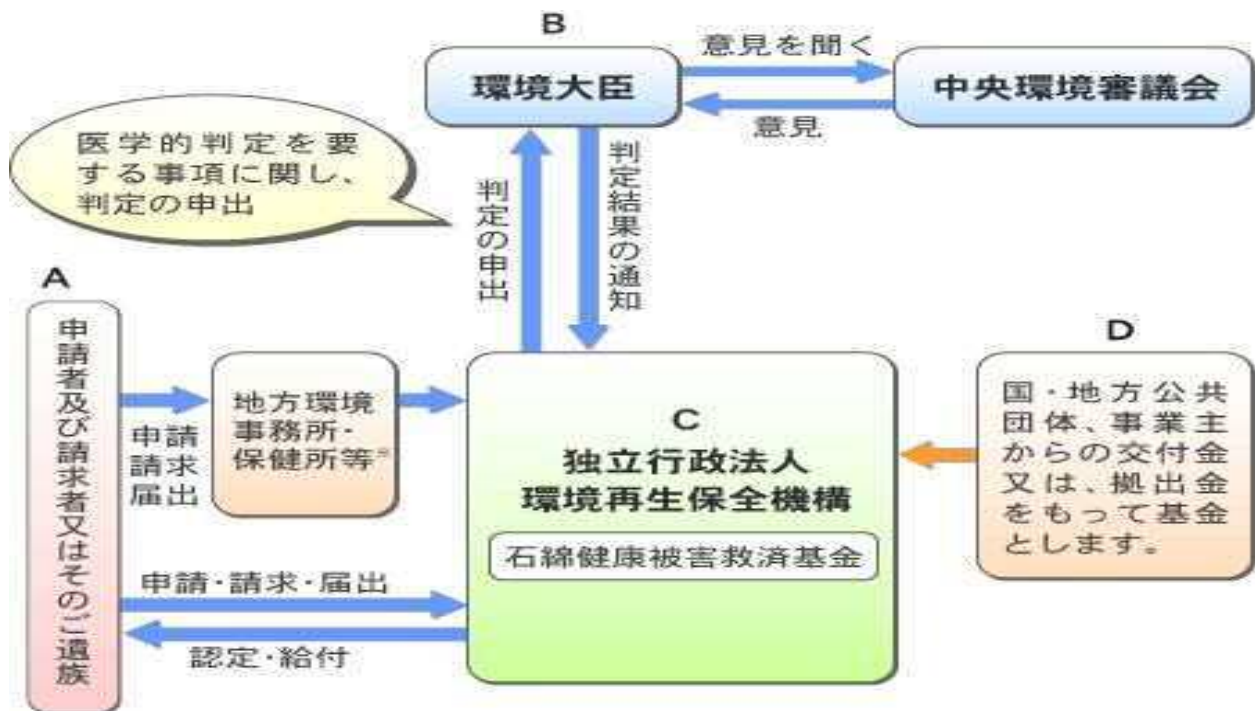 B
環境大臣
意見を聞く
意見
中央環境審議会
医学的判定を要
する事項に関し、
判定の申出
判定の申出
判定結果の通知
A
申請者及び請求者又はそのご遺族
申請
請求
届出
地方環境
事務所・
保健所等※
C
独立行政法人
環境再生保全機構
石綿健康被害救済基金
D
国・地方公共
団体、事業主
からの交付金
又は、拠出金
をもって基金
とします。
申請・請求・届出
認定・給付